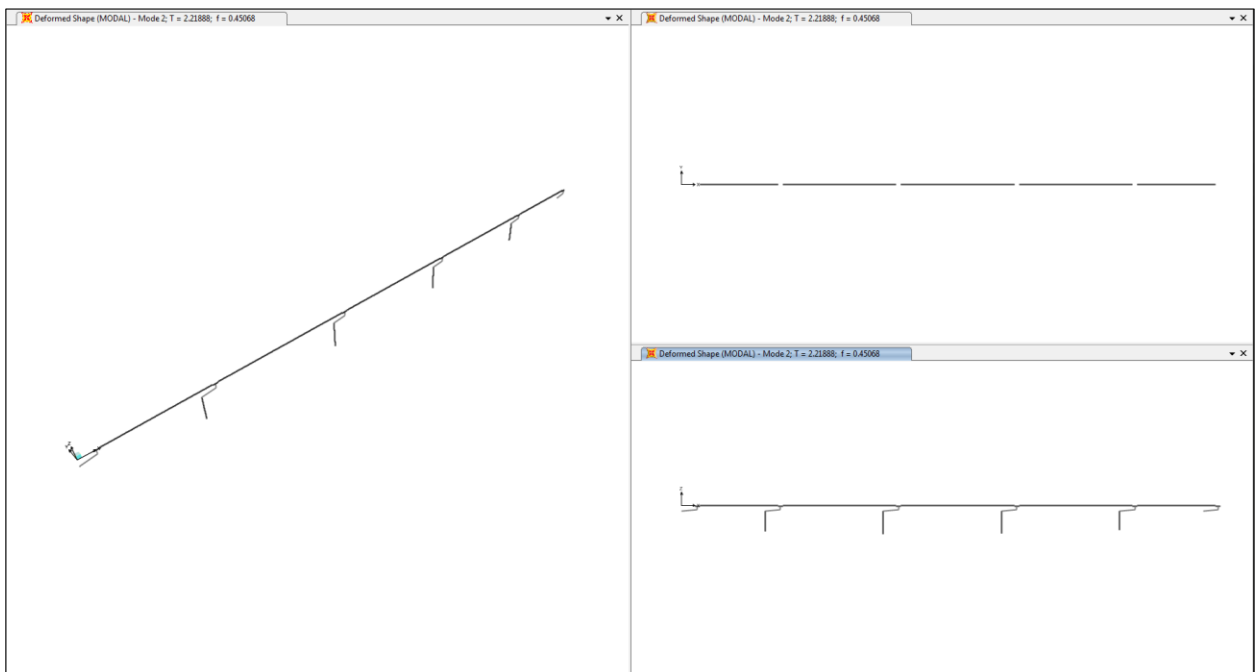 Deformed Shape (MODAL) - Mode 2; T = 2.21888; f = 0.45068
Deformed Shape (MODAL) - Mode 2; T = 2.21888; f = 0.45068
Y
Deformed Shape (MODAL) - Mode 2; T = 2.21888; f = 0.45068
Z